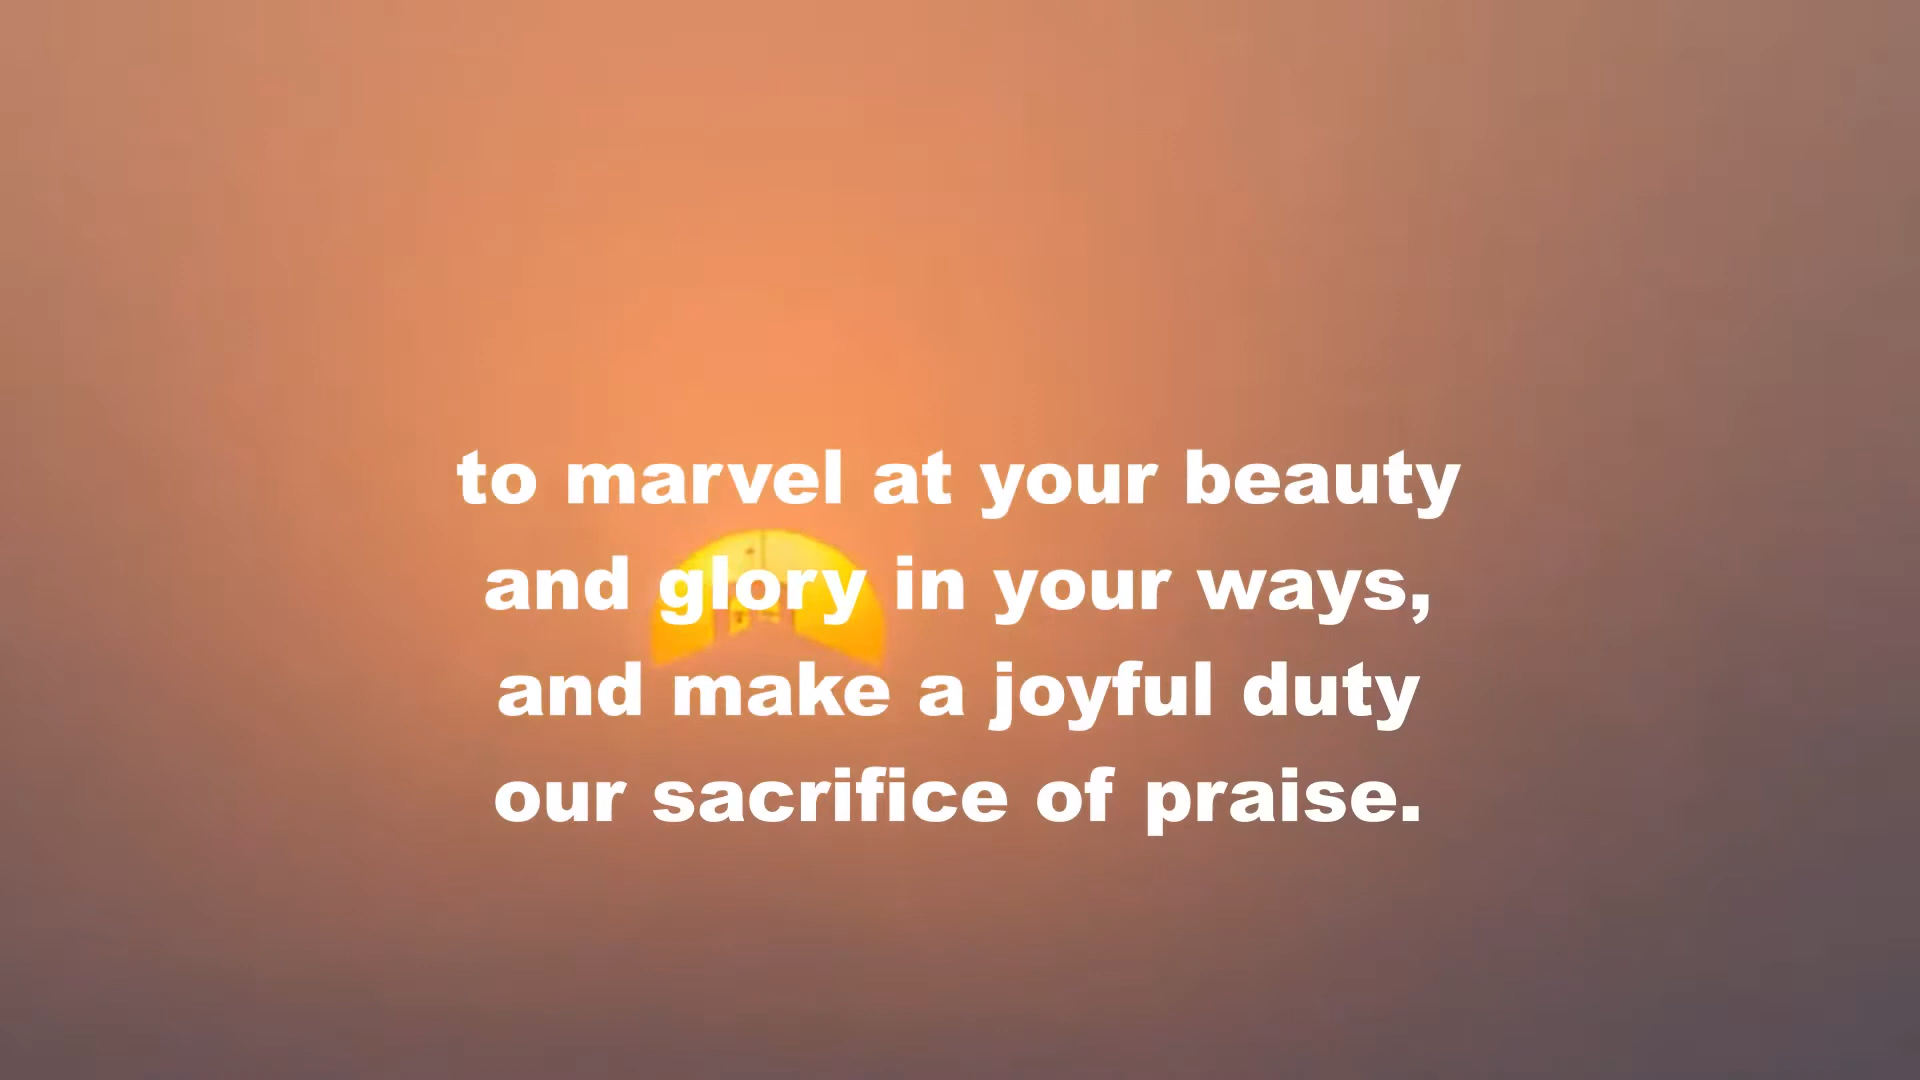 to marvel at your beauty
and glory in your ways,
and make a joyful duty
our sacrifice of praise.